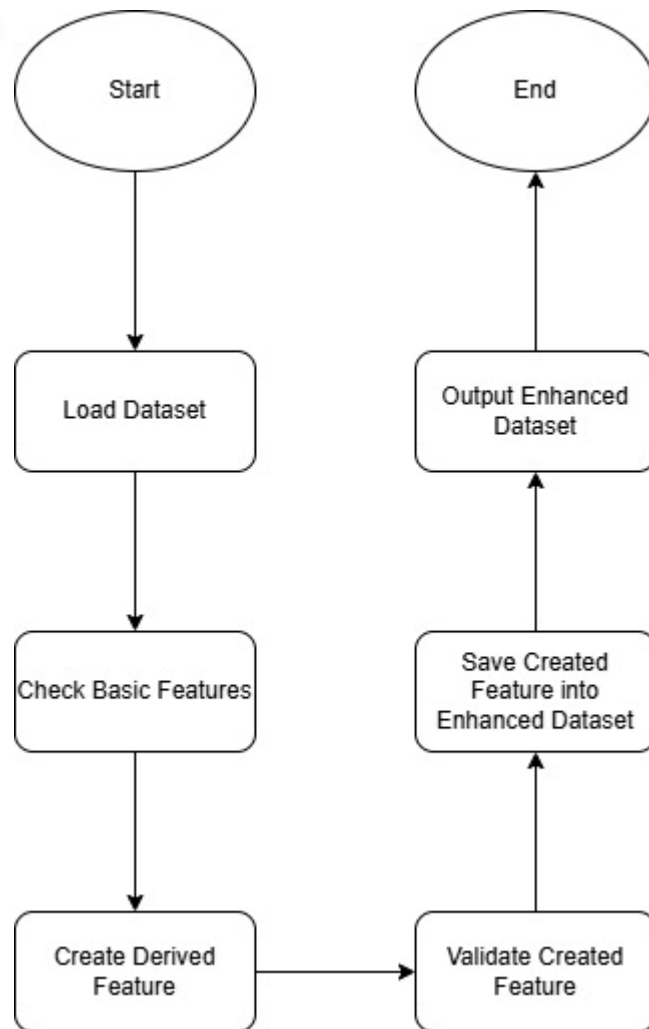 Start
Load Dataset
Check Basic Features
Create Derived
Feature
Validate Created
Feature
Save Created
Feature into
Enhanced Dataset
Output Enhanced
Dataset
End